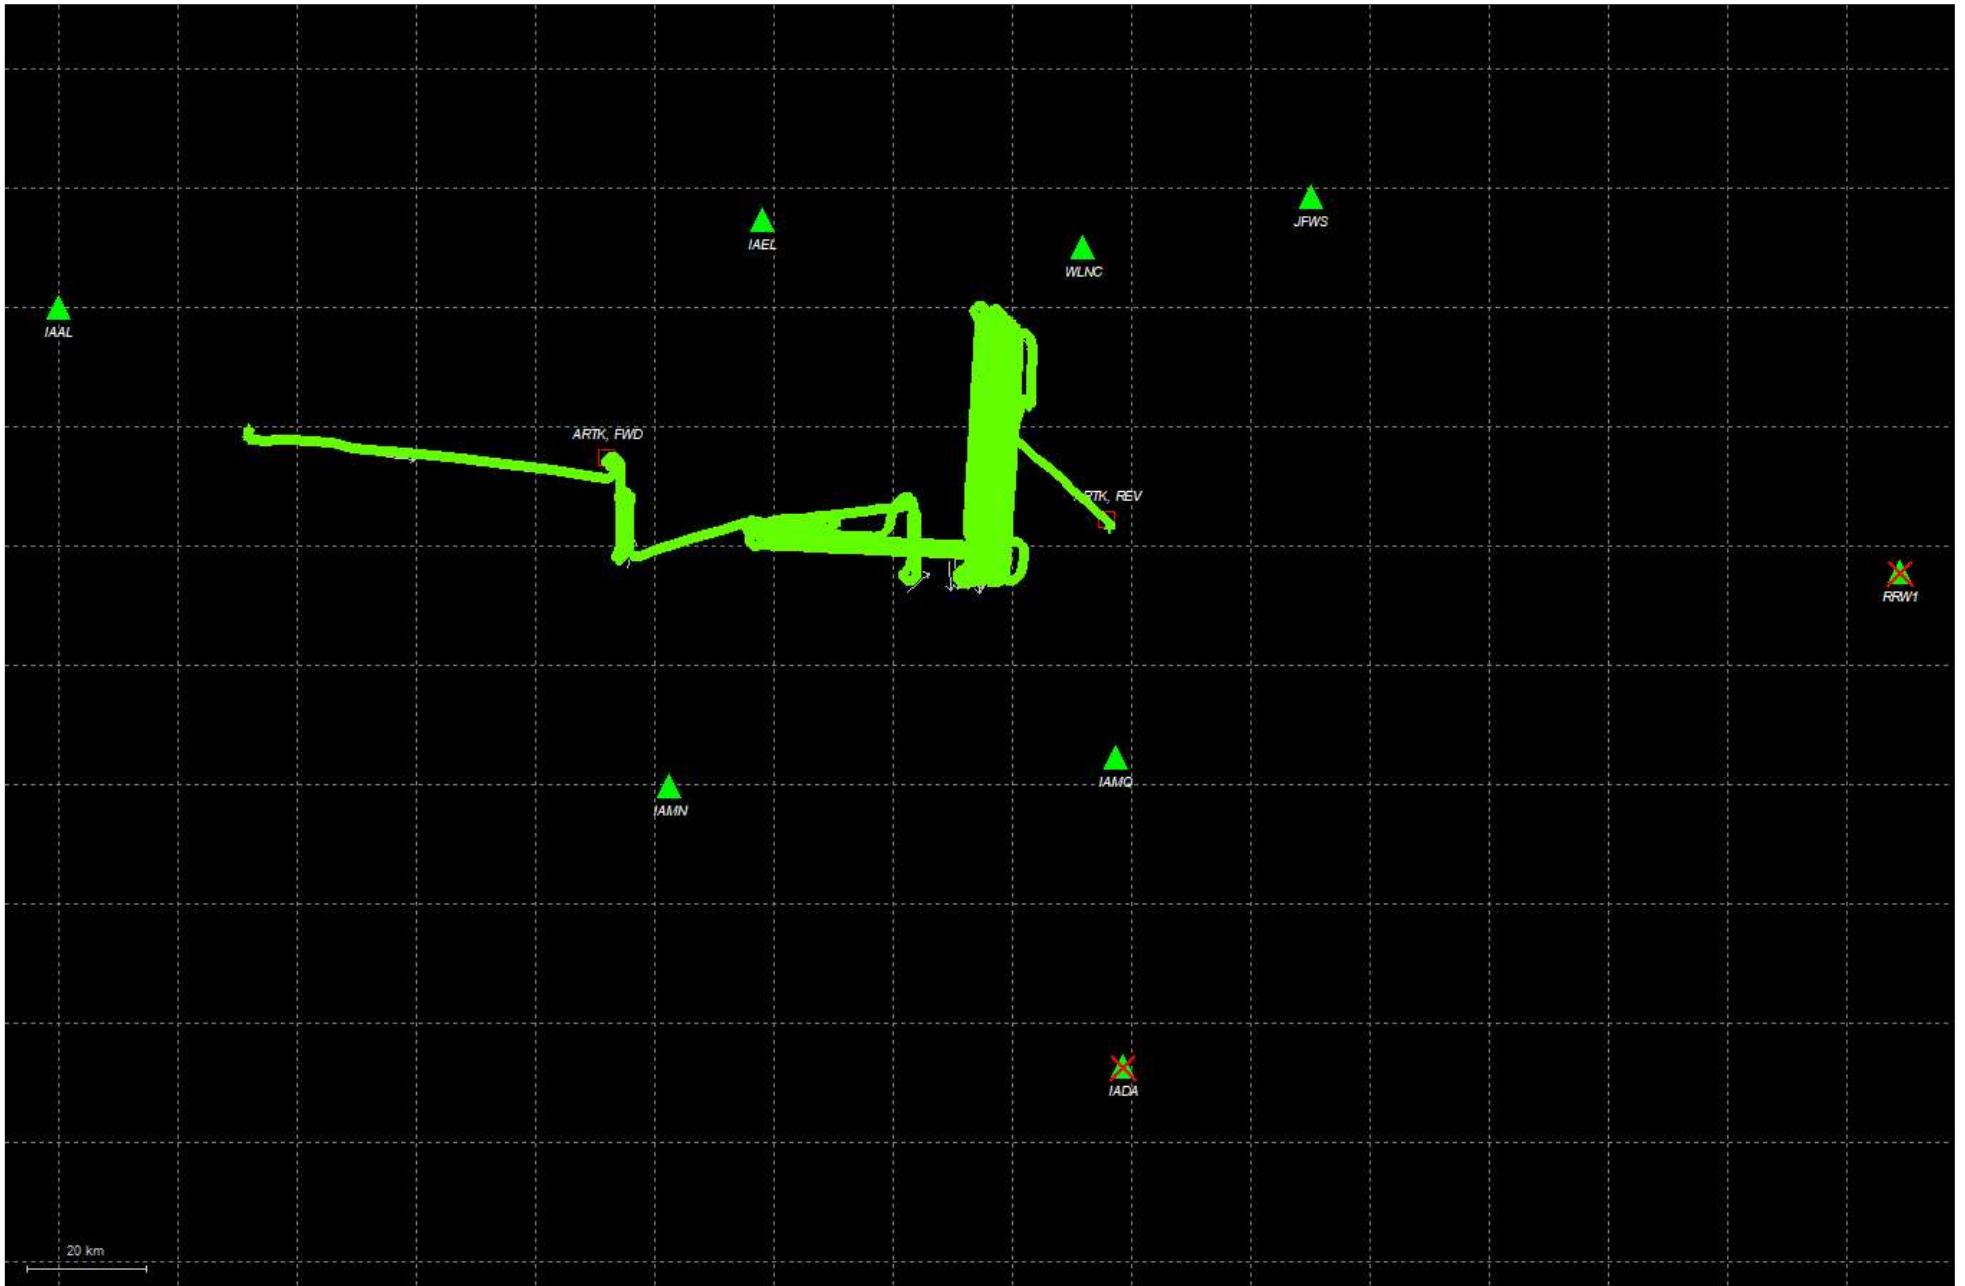 JFWS
IAEL
WLNC
IAAL
ARTK, FWD
RTK, REV
RRW1
IAMQ
IAMN
IADA
20 km